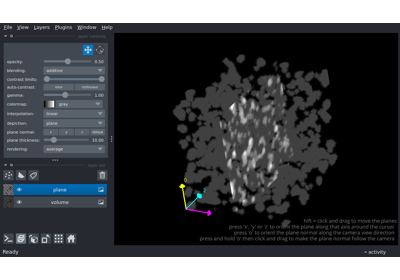 File View Layers Plugins Window Help
layer controls
opacity: 0.50
blending: additive
contrast limits:
auto-contrast: once continuous
gamma: 1.00
colormap: gray
interpolation: linear
depiction: plane
plane normal: x y z oblique
plane thickness: 10.00
rendering: average
layer list
plane
volume
hift + click and drag to move the planes
press 'x', 'y' or 'z' to orient the plane along that axis around the cursor
press 'o' to orient the plane normal along the camera view direction
press and hold 'o' then click and drag to make the plane normal follow the camera
activity